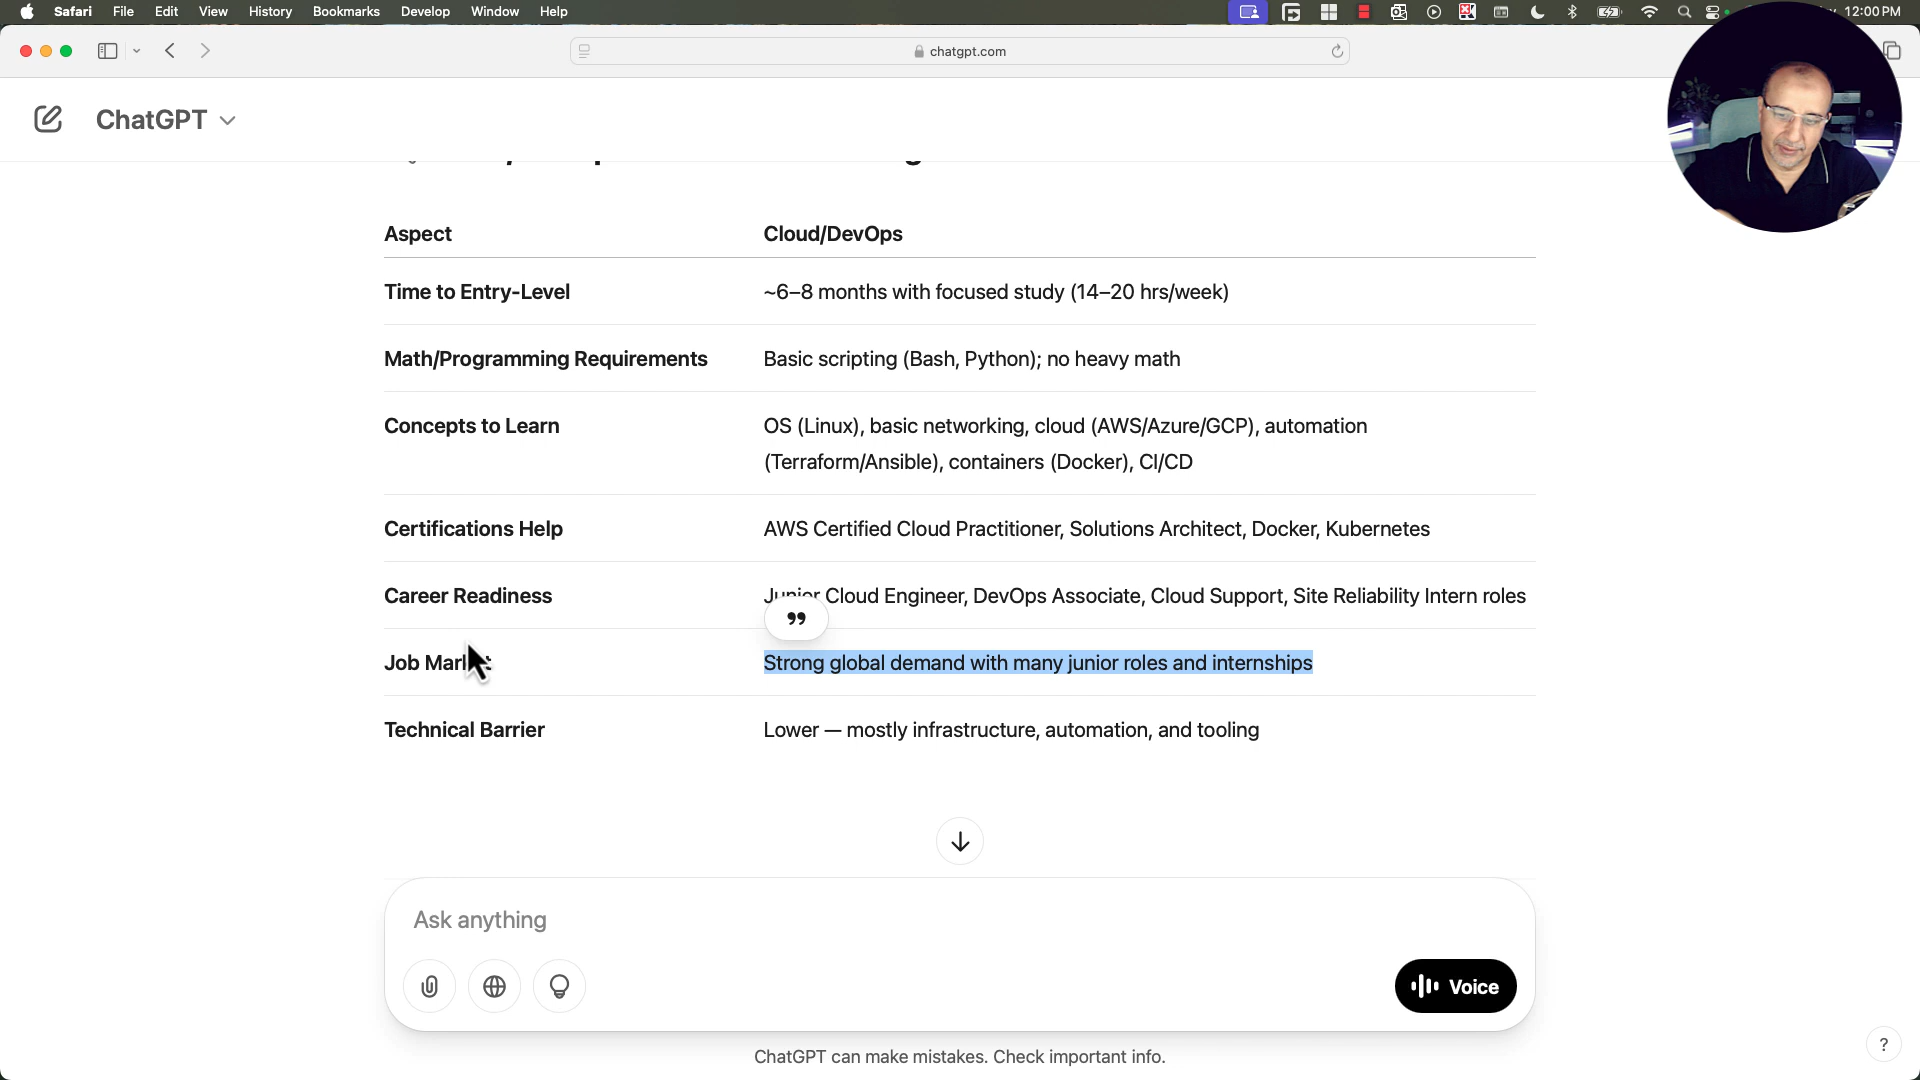 Safari File Edit View History Bookmarks Develop Window Help 12:00 PM
chatgpt.com
ChatGPT
Aspect Cloud/DevOps
Time to Entry-Level ~6–8 months with focused study (14–20 hrs/week)
Math/Programming Requirements Basic scripting (Bash, Python); no heavy math
Concepts to Learn OS (Linux), basic networking, cloud (AWS/Azure/GCP), automation
(Terraform/Ansible), containers (Docker), CI/CD
Certifications Help AWS Certified Cloud Practitioner, Solutions Architect, Docker, Kubernetes
Career Readiness Junior Cloud Engineer, DevOps Associate, Cloud Support, Site Reliability Intern roles
Job Market Strong global demand with many junior roles and internships
Technical Barrier Lower — mostly infrastructure, automation, and tooling
Ask anything
Voice
ChatGPT can make mistakes. Check important info.
?